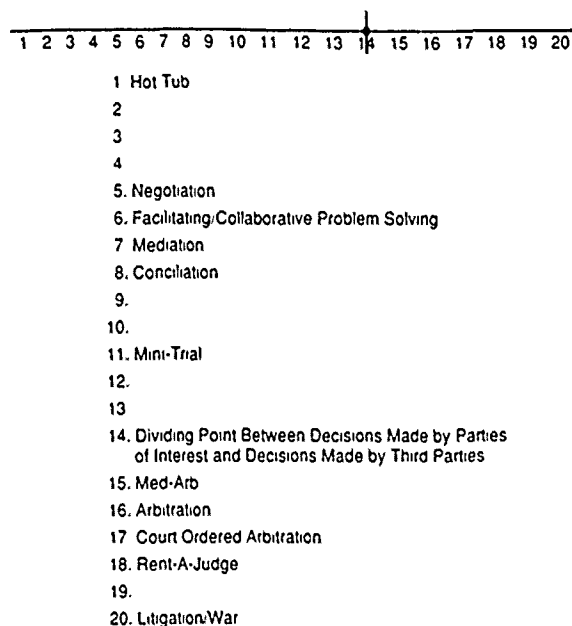 1 2 3 4 5 6 7 8 9 10 11 12 13 14 15 16 17 18 19 20
1 Hot Tub
2
3
4
5. Negotiation
6. Facilitating/Collaborative Problem Solving
7 Mediation
8. Conciliation
9.
10.
11. Mini-Trial
12.
13
14. Dividing Point Between Decisions Made by Parties
of Interest and Decisions Made by Third Parties
15. Med-Arb
16. Arbitration
17 Court Ordered Arbitration
18. Rent-A-Judge
19.
20. Litigation/War